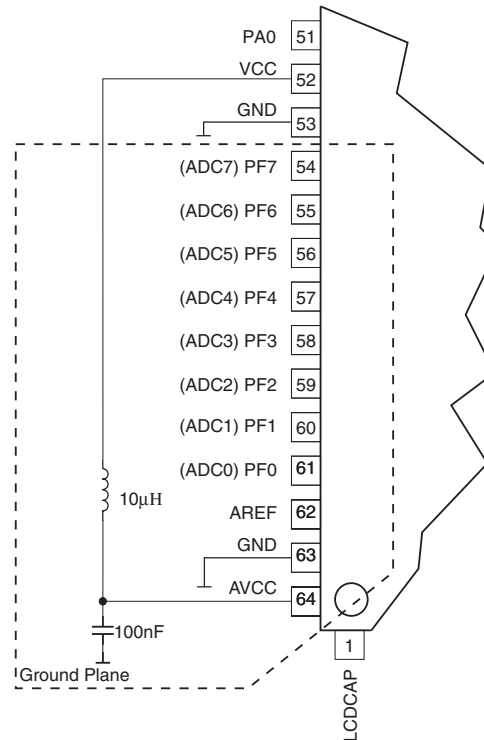 PA0 51
VCC 52
GND 53
(ADC7) PF7 54
(ADC6) PF6 55
(ADC5) PF5 56
(ADC4) PF4 57
(ADC3) PF3 58
(ADC2) PF2 59
(ADC1) PF1 60
(ADC0) PF0 61
10μH
AREF 62
GND 63
AVCC 64
100nF
1
Ground Plane
LCDCAP